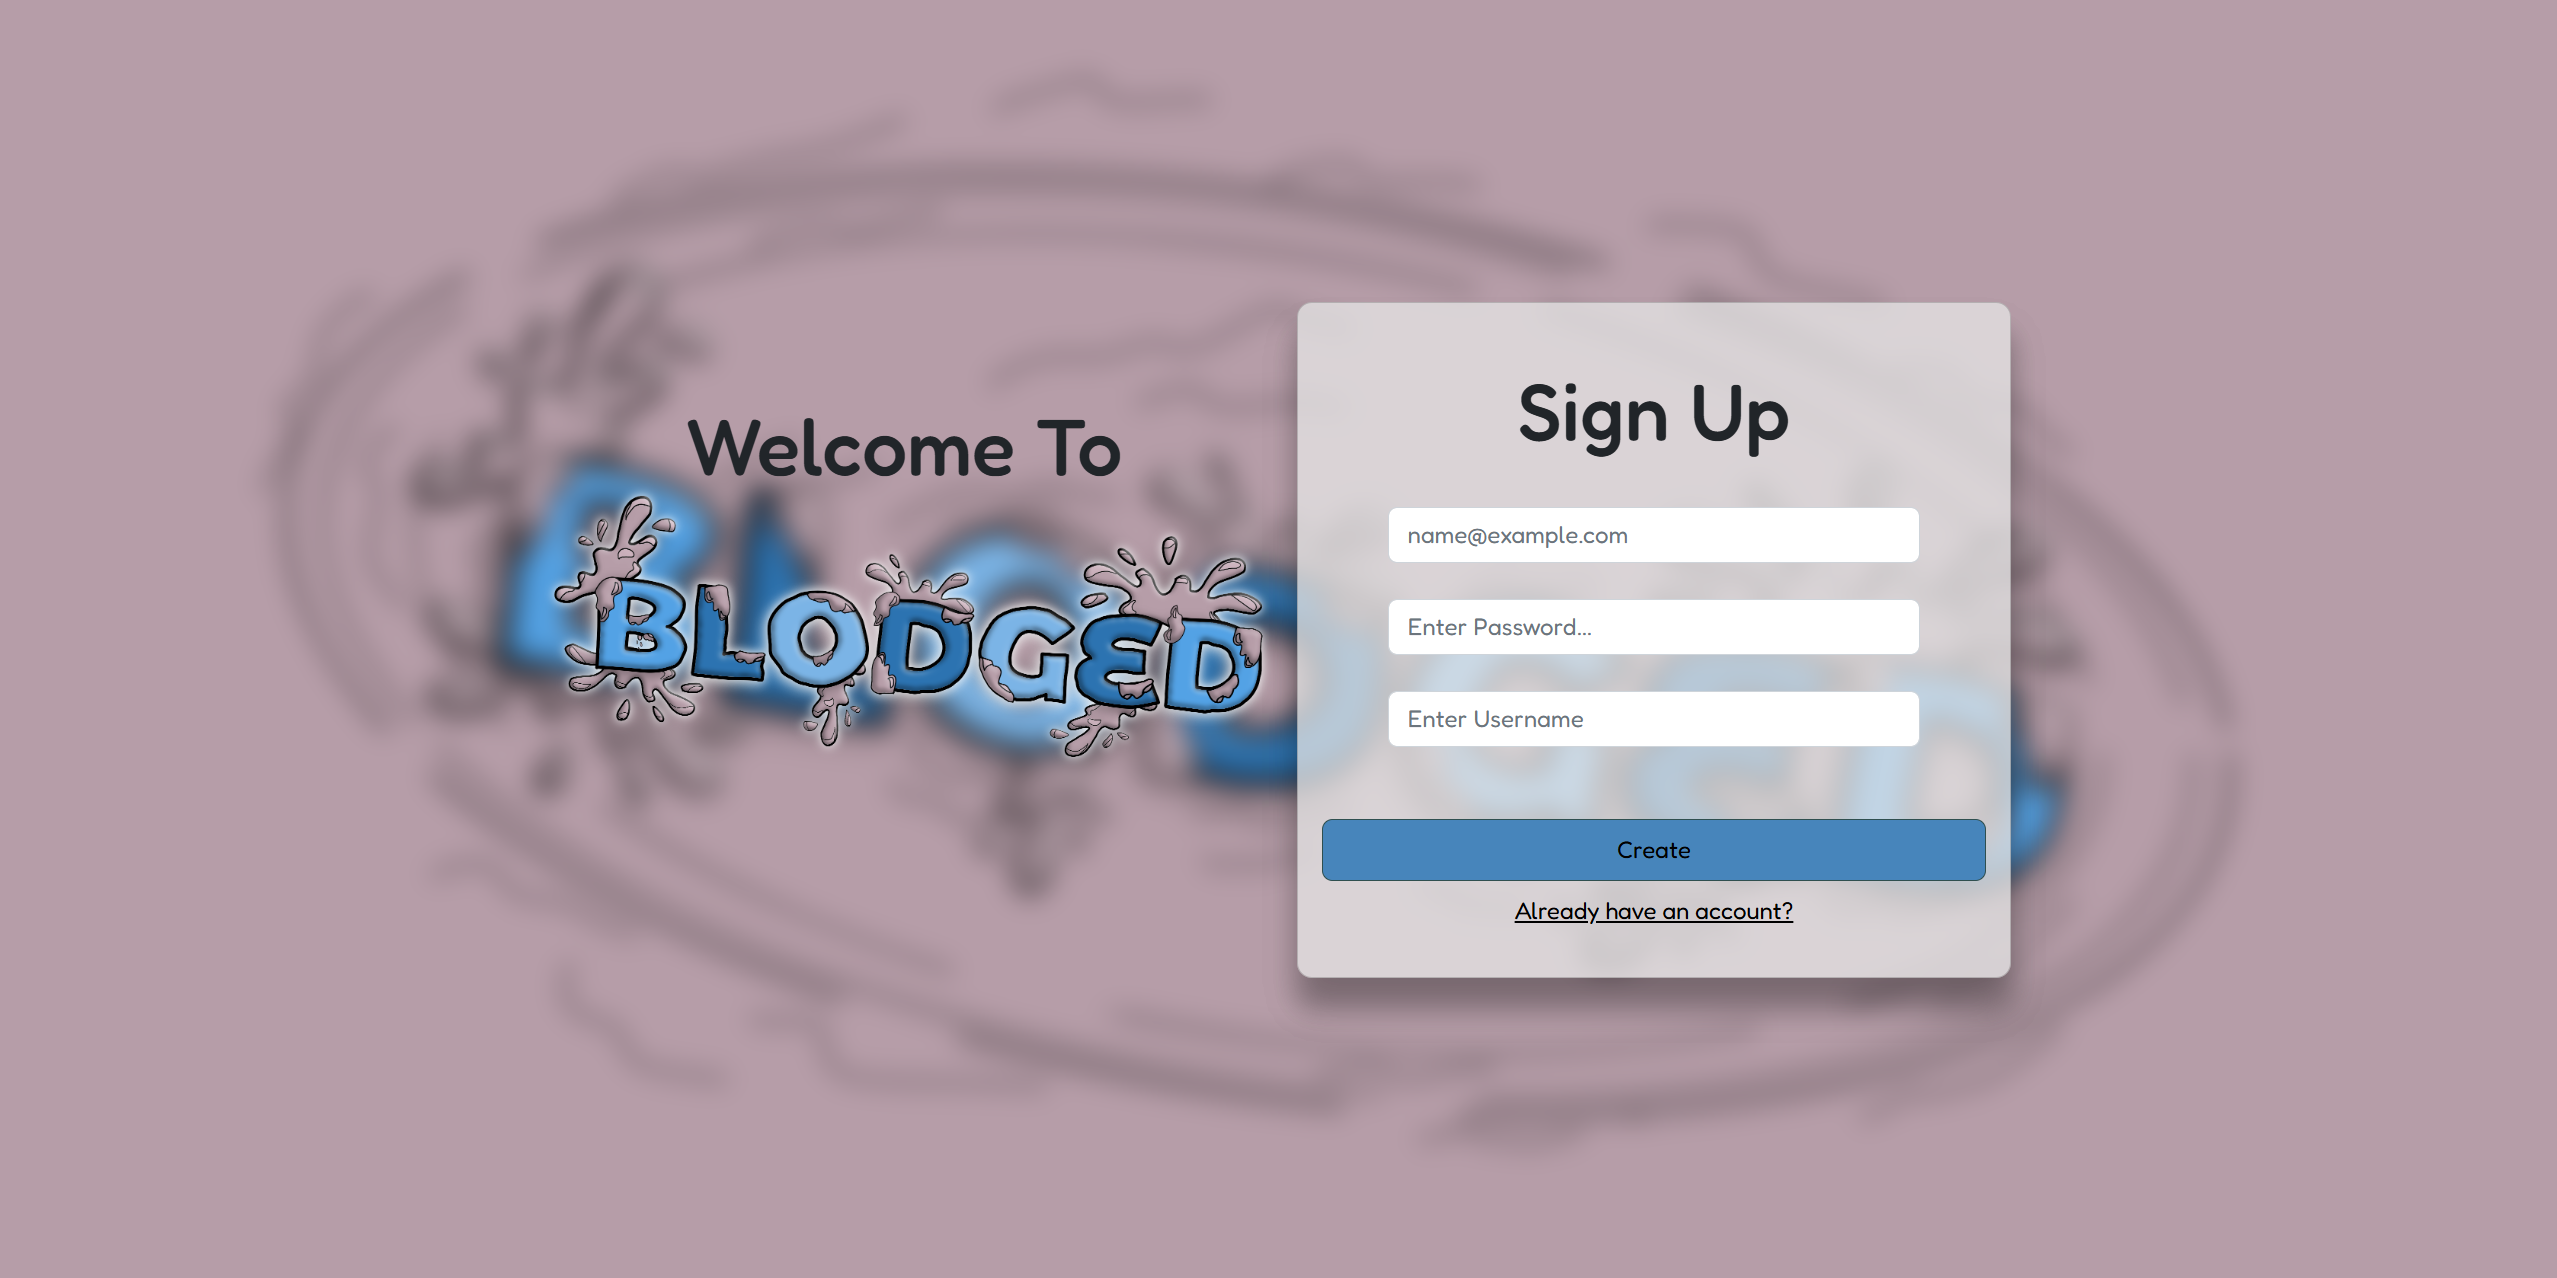 Welcome To
BLODGED
Sign Up
name@example.com
Enter Password...
Enter Username
Create
Already have an account?